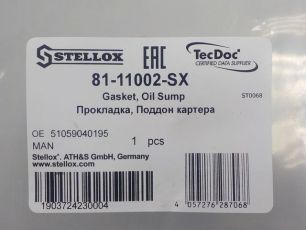 STELLOX
EAC
TecDoc
CERTIFIED DATA SUPPLIER
81-11002-SX
Gasket, Oil Sump
ST0068
Прокладка, Поддон картера
OE 51059040195
1 pcs
MAN
Stellox®. ATH&S GmbH, Germany
www.stellox.com
1903724230004
4 057276 287068